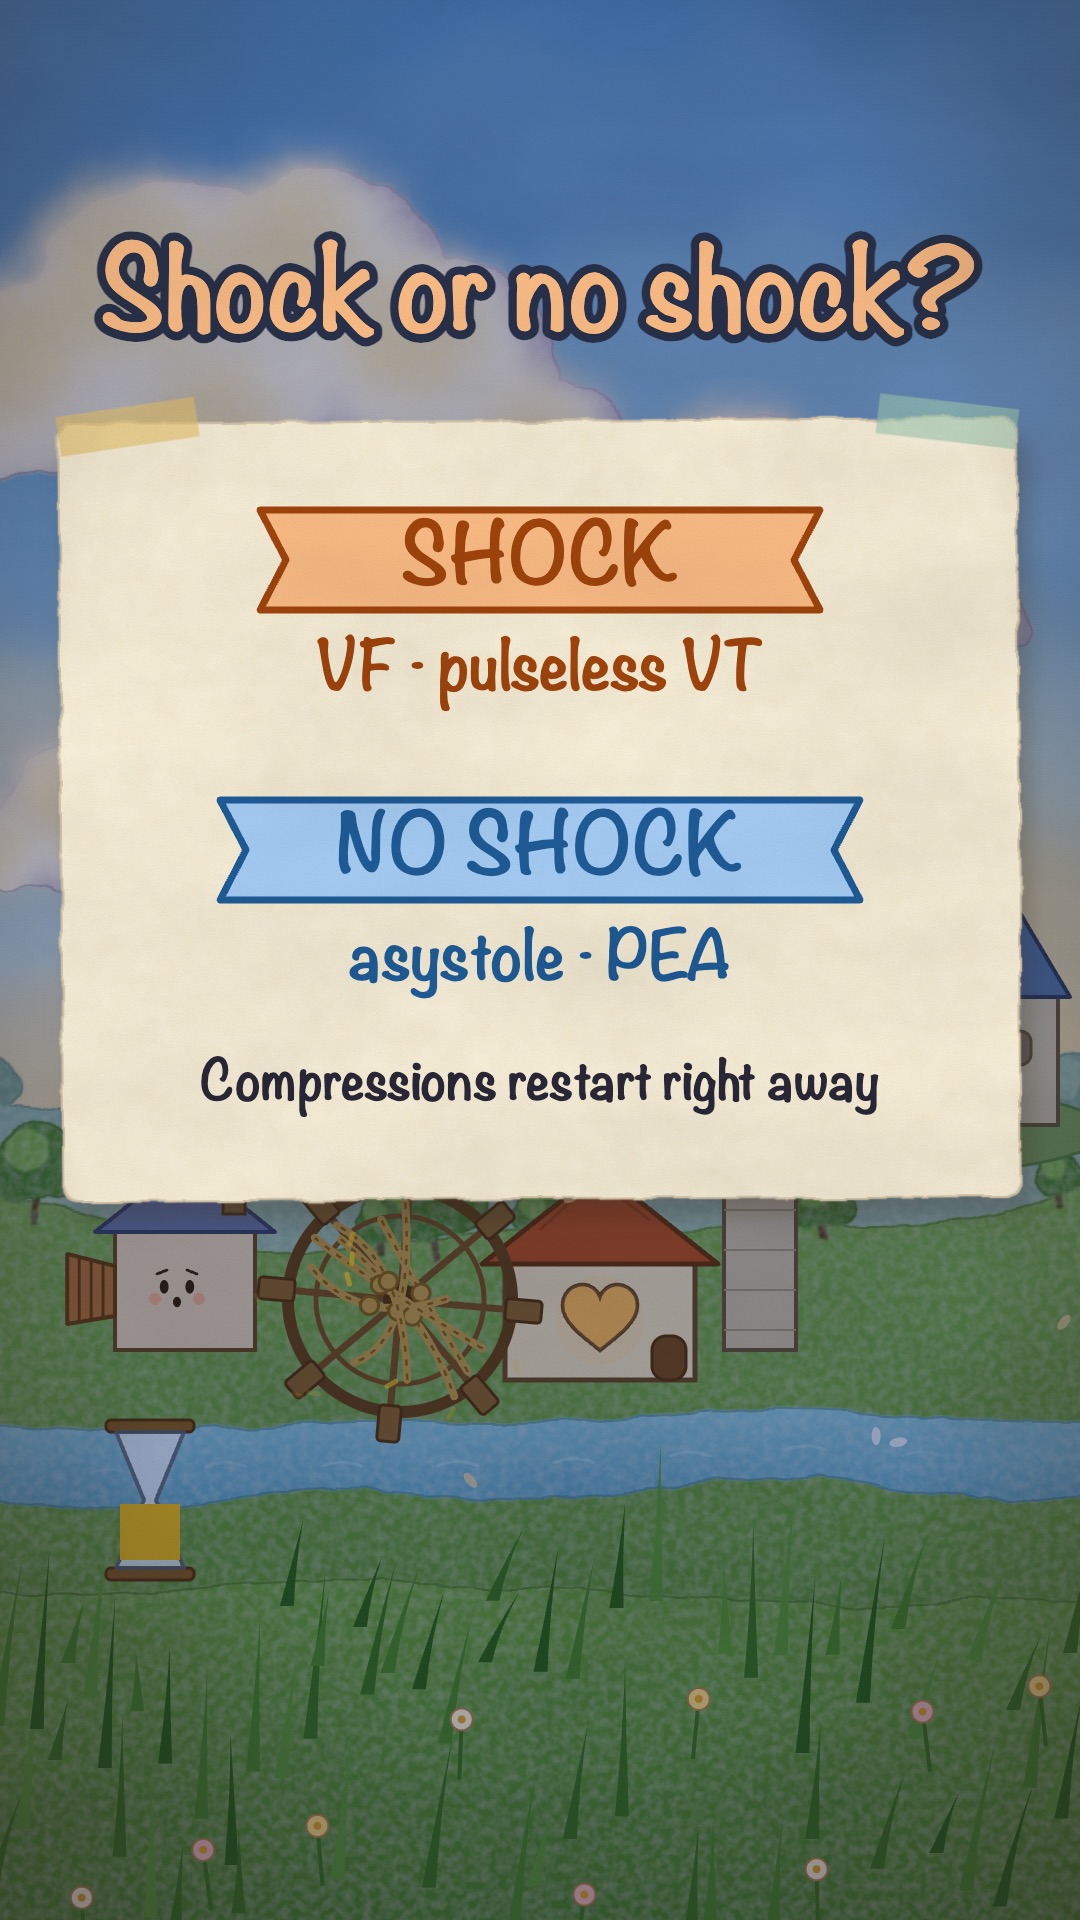 Shock or no shock?
SHOCK
VF · pulseless VT
NO SHOCK
asystole · PEA
Compressions restart right away